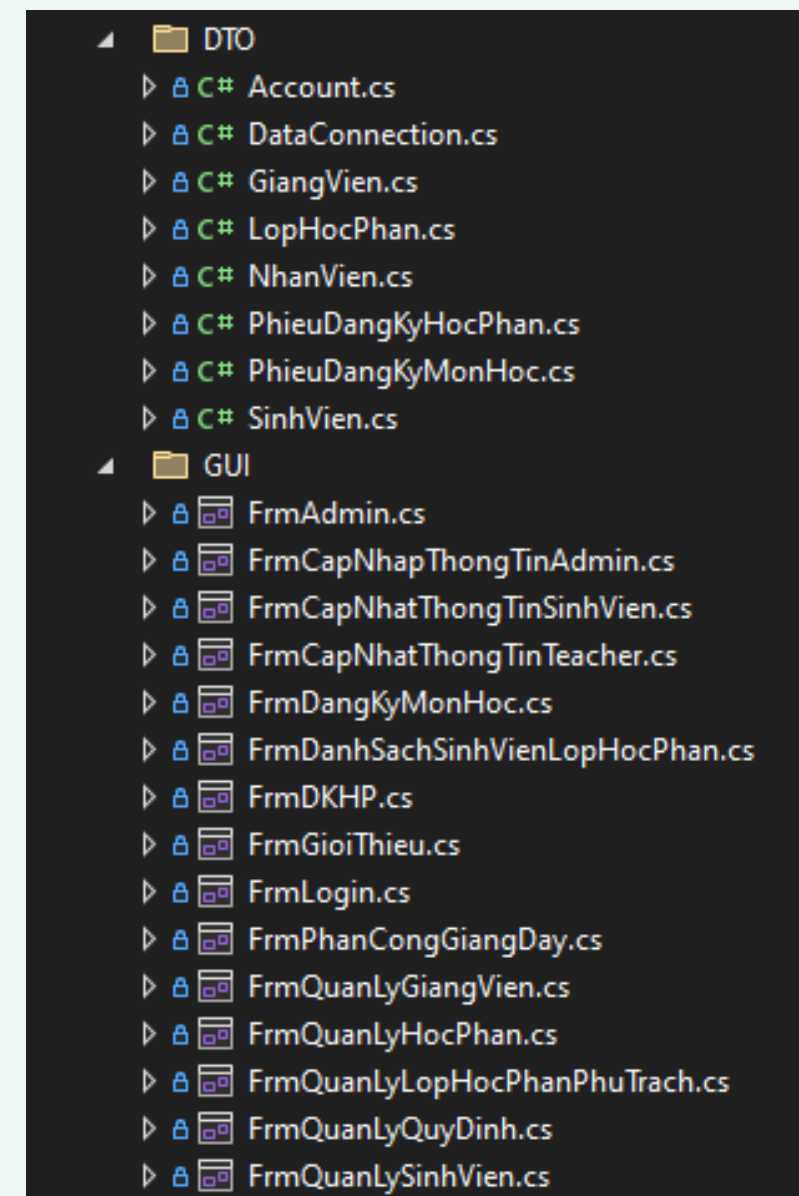 DTO
C# Account.cs
C# DataConnection.cs
C# GiangVien.cs
C# LopHocPhan.cs
C# NhanVien.cs
C# PhieuDangKyHocPhan.cs
C# PhieuDangKyMonHoc.cs
C# SinhVien.cs
GUI
FrmAdmin.cs
FrmCapNhapThongTinAdmin.cs
FrmCapNhatThongTinSinhVien.cs
FrmCapNhatThongTinTeacher.cs
FrmDangKyMonHoc.cs
FrmDanhSachSinhVienLopHocPhan.cs
FrmDKHP.cs
FrmGioiThieu.cs
FrmLogin.cs
FrmPhanCongGiangDay.cs
FrmQuanLyGiangVien.cs
FrmQuanLyHocPhan.cs
FrmQuanLyLopHocPhanPhuTrach.cs
FrmQuanLyQuyDinh.cs
FrmQuanLySinhVien.cs